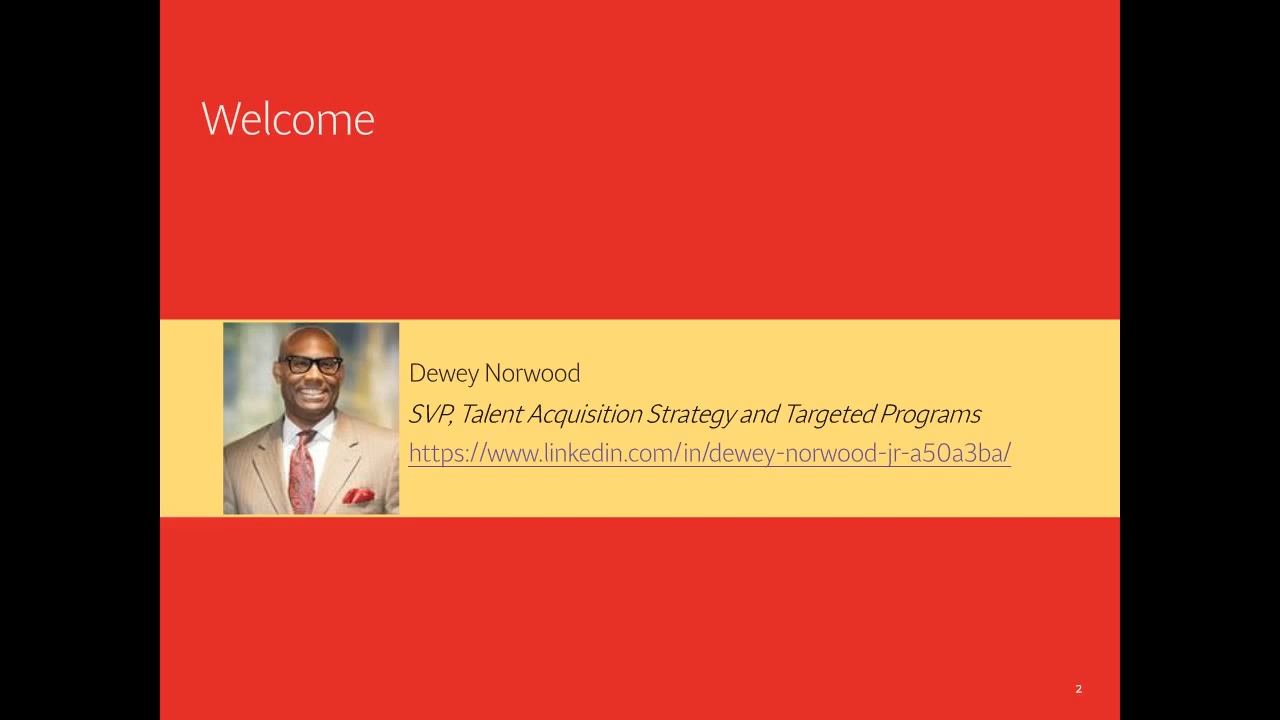 Welcome
Dewey Norwood
SVP, Talent Acquisition Strategy and Targeted Programs
https://www.linkedin.com/in/dewey-norwood-jr-a50a3ba/
2